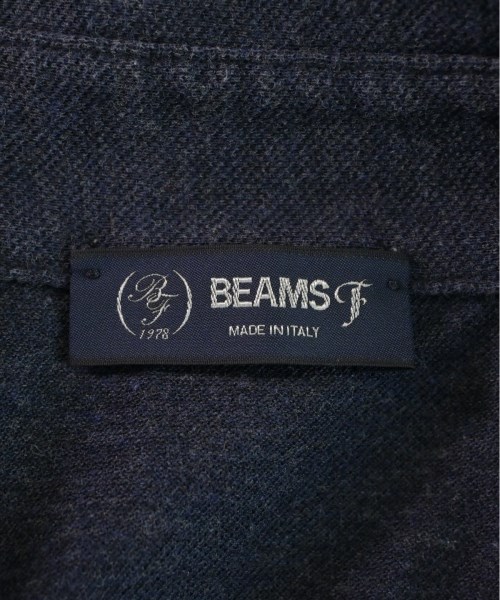 BF
1978
BEAMS F
MADE IN ITALY